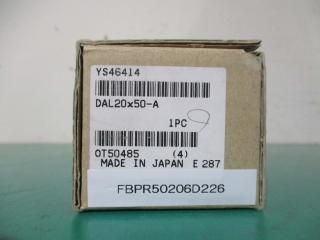 YS46414
DAL20x50-A
1PC
OT50485 (4)
MADE IN JAPAN E 287
FBPR50206D226